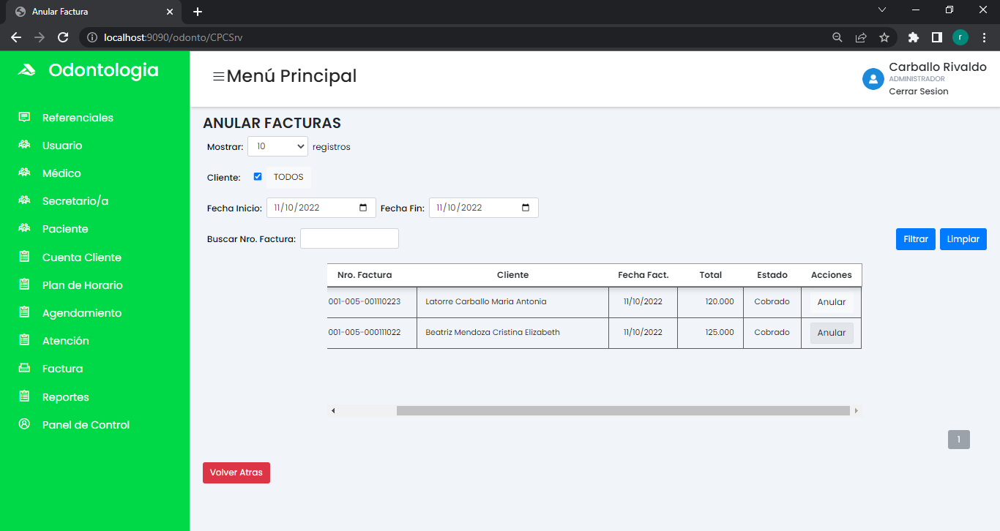 Anular Factura
localhost:9090/odonto/CPCSrv
r
Odontologia
Menú Principal
Carballo Rivaldo
ADMINISTRADOR
Cerrar Sesion
Referenciales
Usuario
Médico
Secretario/a
Paciente
Cuenta Cliente
Plan de Horario
Agendamiento
Atención
Factura
Reportes
Panel de Control
ANULAR FACTURAS
Mostrar: 10 registros
Cliente: TODOS
Fecha Inicio: 11/10/2022 Fecha Fin: 11/10/2022
Buscar Nro. Factura: Filtrar Limpiar
Nro. Factura Cliente Fecha Fact. Total Estado Acciones
001-005-001110223 Latorre Carballo Maria Antonia 11/10/2022 120.000 Cobrado Anular
001-005-000111022 Beatriz Mendoza Cristina Elizabeth 11/10/2022 125.000 Cobrado Anular
1
Volver Atras